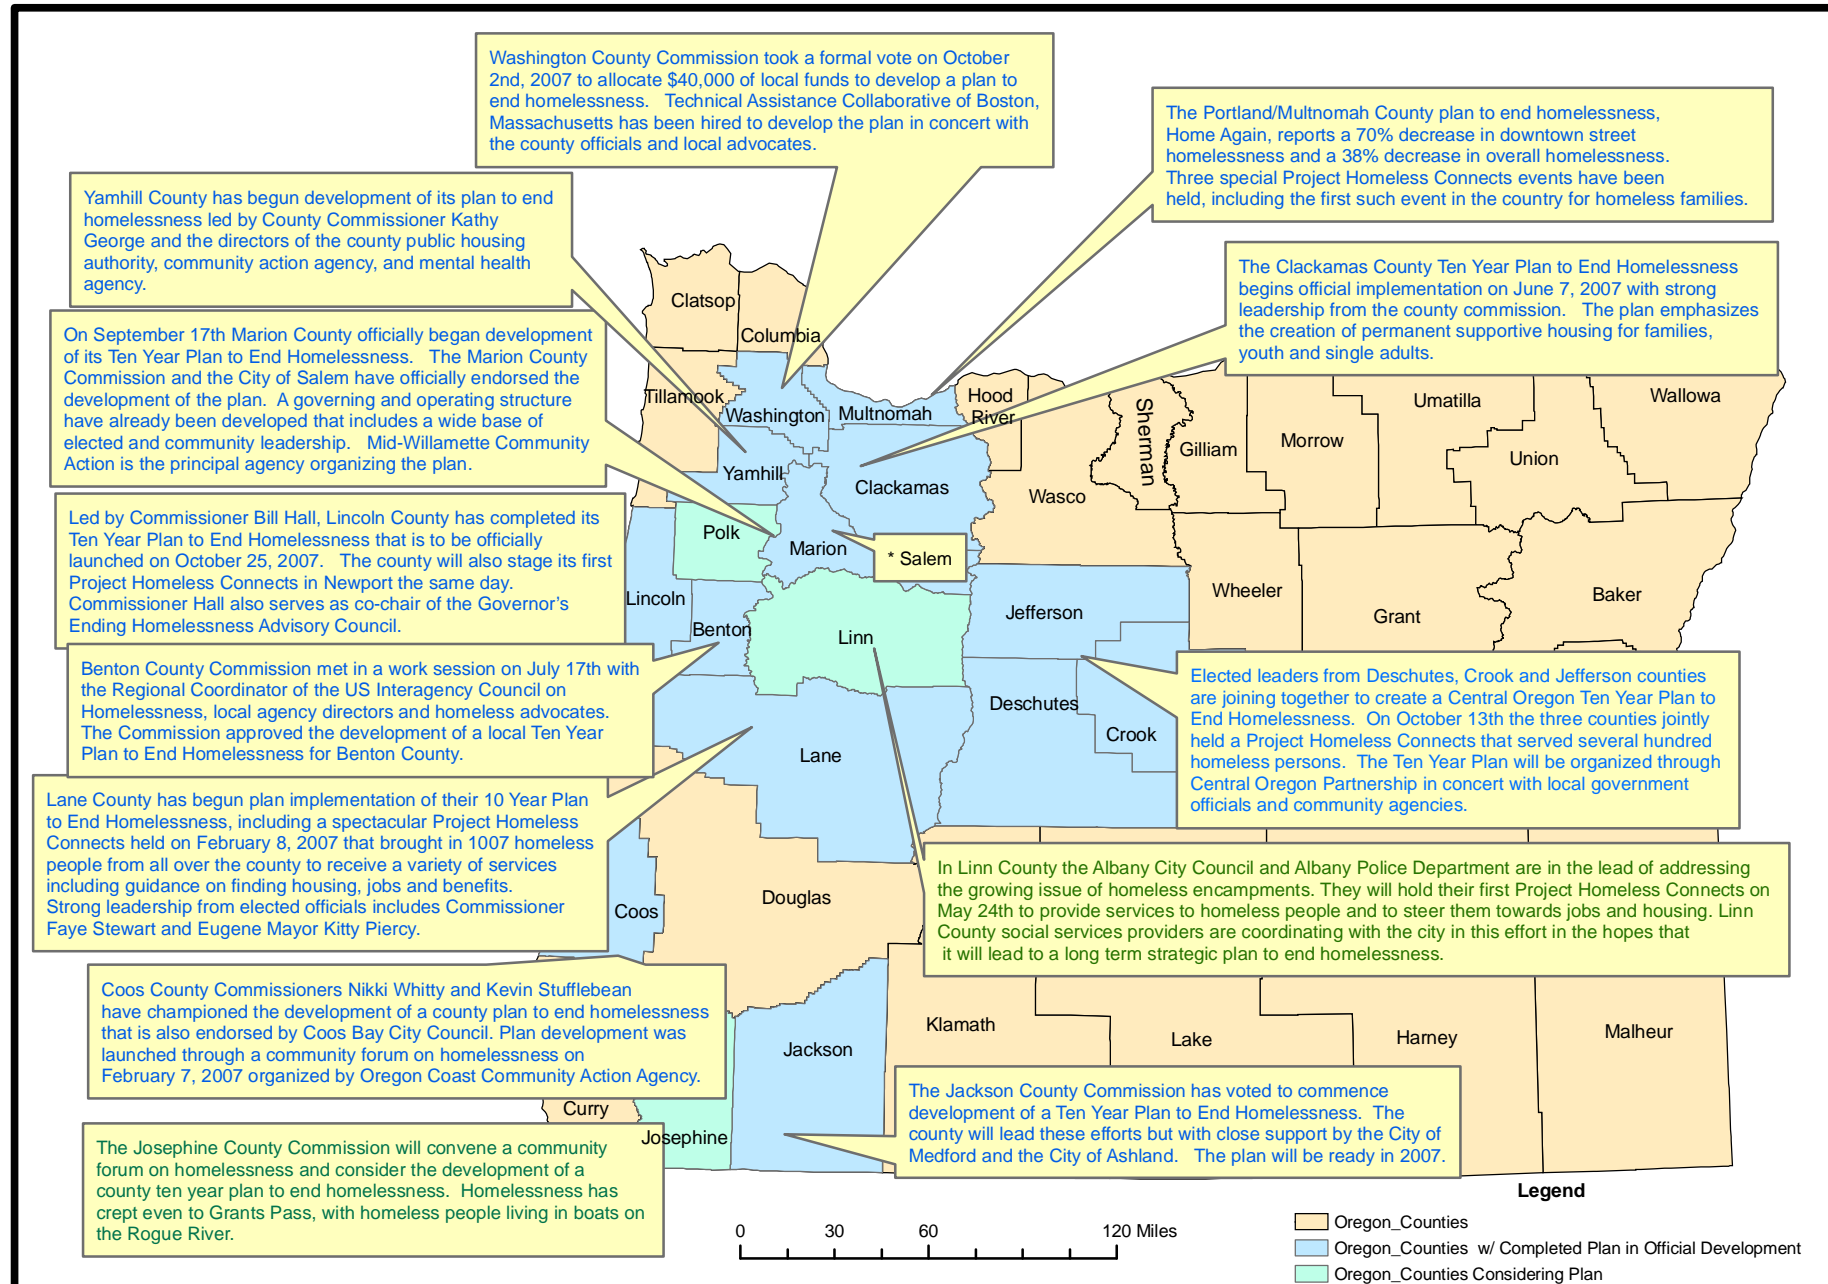 Washington County Commission took a formal vote on October
2nd, 2007 to allocate $40,000 of local funds to develop a plan to
end homelessness. Technical Assistance Collaborative of Boston,
Massachusetts has been hired to develop the plan in concert with
the county officials and local advocates.
The Portland/Multnomah County plan to end homelessness,
Home Again, reports a 70% decrease in downtown street
homelessness and a 38% decrease in overall homelessness.
Three special Project Homeless Connects events have been
held, including the first such event in the country for homeless families.
Yamhill County has begun development of its plan to end
homelessness led by County Commissioner Kathy
George and the directors of the county public housing
authority, community action agency, and mental health
agency.
The Clackamas County Ten Year Plan to End Homelessness
begins official implementation on June 7, 2007 with strong
leadership from the county commission. The plan emphasizes
the creation of permanent supportive housing for families,
youth and single adults.
On September 17th Marion County officially began development
of its Ten Year Plan to End Homelessness. The Marion County
Commission and the City of Salem have officially endorsed the
development of the plan. A governing and operating structure
have already been developed that includes a wide base of
elected and community leadership. Mid-Willamette Community
Action is the principal agency organizing the plan.
Led by Commissioner Bill Hall, Lincoln County has completed its
Ten Year Plan to End Homelessness that is to be officially
launched on October 25, 2007. The county will also stage its first
Project Homeless Connects in Newport the same day.
Commissioner Hall also serves as co-chair of the Governor's
Ending Homelessness Advisory Council.
Benton County Commission met in a work session on July 17th with
the Regional Coordinator of the US Interagency Council on
Homelessness, local agency directors and homeless advocates.
The Commission approved the development of a local Ten Year
Plan to End Homelessness for Benton County.
Elected leaders from Deschutes, Crook and Jefferson counties
are joining together to create a Central Oregon Ten Year Plan to
End Homelessness. On October 13th the three counties jointly
held a Project Homeless Connects that served several hundred
homeless persons. The Ten Year Plan will be organized through
Central Oregon Partnership in concert with local government
officials and community agencies.
Lane County has begun plan implementation of their 10 Year Plan
to End Homelessness, including a spectacular Project Homeless
Connects held on February 8, 2007 that brought in 1007 homeless
people from all over the county to receive a variety of services
including guidance on finding housing, jobs and benefits.
Strong leadership from elected officials includes Commissioner
Faye Stewart and Eugene Mayor Kitty Piercy.
In Linn County the Albany City Council and Albany Police Department are in the lead of addressing
the growing issue of homeless encampments. They will hold their first Project Homeless Connects on
May 24th to provide services to homeless people and to steer them towards jobs and housing. Linn
County social services providers are coordinating with the city in this effort in the hopes that
it will lead to a long term strategic plan to end homelessness.
Coos County Commissioners Nikki Whitty and Kevin Stufflebean
have championed the development of a county plan to end homelessness
that is also endorsed by Coos Bay City Council. Plan development was
launched through a community forum on homelessness on
February 7, 2007 organized by Oregon Coast Community Action Agency.
The Jackson County Commission has voted to commence
development of a Ten Year Plan to End Homelessness. The
county will lead these efforts but with close support by the City of
Medford and the City of Ashland. The plan will be ready in 2007.
The Josephine County Commission will convene a community
forum on homelessness and consider the development of a
county ten year plan to end homelessness. Homelessness has
crept even to Grants Pass, with homeless people living in boats on
the Rogue River.
Clatsop
Columbia
Tillamook
Washington
Multnomah
Hood
River
Sherman
Gilliam
Morrow
Umatilla
Wallowa
Union
Yamhill
Clackamas
Wasco
Polk
Marion
* Salem
Lincoln
Benton
Linn
Jefferson
Wheeler
Grant
Baker
Deschutes
Crook
Lane
Douglas
Coos
Klamath
Lake
Harney
Malheur
Jackson
Curry
Josephine
0 30 60 120 Miles
Legend
Oregon_Counties
Oregon_Counties w/ Completed Plan in Official Development
Oregon_Counties Considering Plan